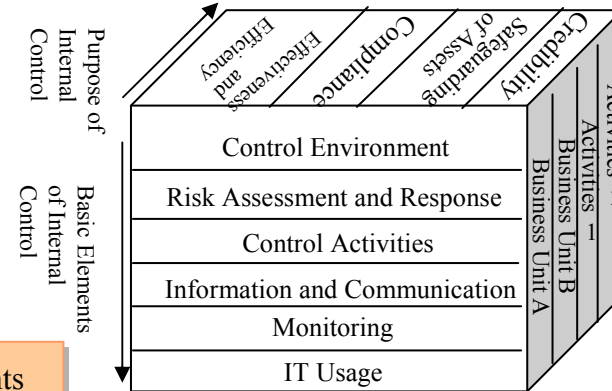 Purpose of
Internal
Control
Effectiveness
and
Efficiency
Compliance
Safeguarding
of Assets
Credibility
Basic Elements
of Internal
Control
Control Environment
Risk Assessment and Response
Control Activities
Information and Communication
Monitoring
IT Usage
Business Unit A
Business Unit B
Activities 1